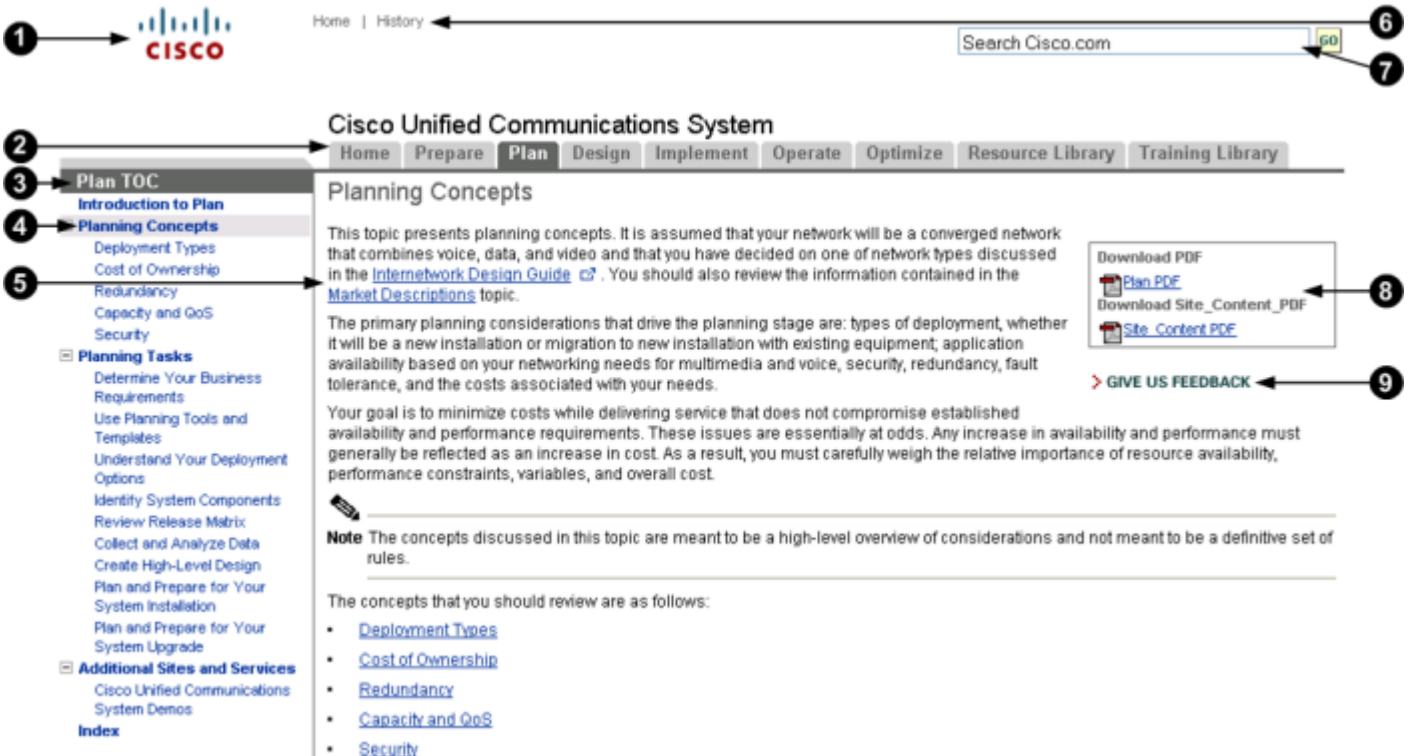 1
CISCO
Home | History
6
Search Cisco.com
GO
7
Cisco Unified Communications System
2
Home Prepare Plan Design Implement Operate Optimize Resource Library Training Library
3
Plan TOC
Introduction to Plan
4
Planning Concepts
Deployment Types
Cost of Ownership
5
Redundancy
Capacity and QoS
Security
Planning Tasks
Determine Your Business
Requirements
Use Planning Tools and
Templates
Understand Your Deployment
Options
Identify System Components
Review Release Matrix
Collect and Analyze Data
Create High-Level Design
Plan and Prepare for Your
System Installation
Plan and Prepare for Your
System Upgrade
Additional Sites and Services
Cisco Unified Communications
System Demos
Index
Planning Concepts
This topic presents planning concepts. It is assumed that your network will be a converged network
that combines voice, data, and video and that you have decided on one of network types discussed
in the Internetwork Design Guide . You should also review the information contained in the
Market Descriptions topic.
The primary planning considerations that drive the planning stage are: types of deployment, whether
it will be a new installation or migration to new installation with existing equipment; application
availability based on your networking needs for multimedia and voice, security, redundancy, fault
tolerance, and the costs associated with your needs.
Your goal is to minimize costs while delivering service that does not compromise established
availability and performance requirements. These issues are essentially at odds. Any increase in availability and performance must
generally be reflected as an increase in cost. As a result, you must carefully weigh the relative importance of resource availability,
performance constraints, variables, and overall cost.
Note The concepts discussed in this topic are meant to be a high-level overview of considerations and not meant to be a definitive set of
rules.
The concepts that you should review are as follows:
• Deployment Types
• Cost of Ownership
• Redundancy
• Capacity and QoS
• Security
Download PDF
Plan PDF
8
Download Site_Content_PDF
Site_Content PDF
GIVE US FEEDBACK
9